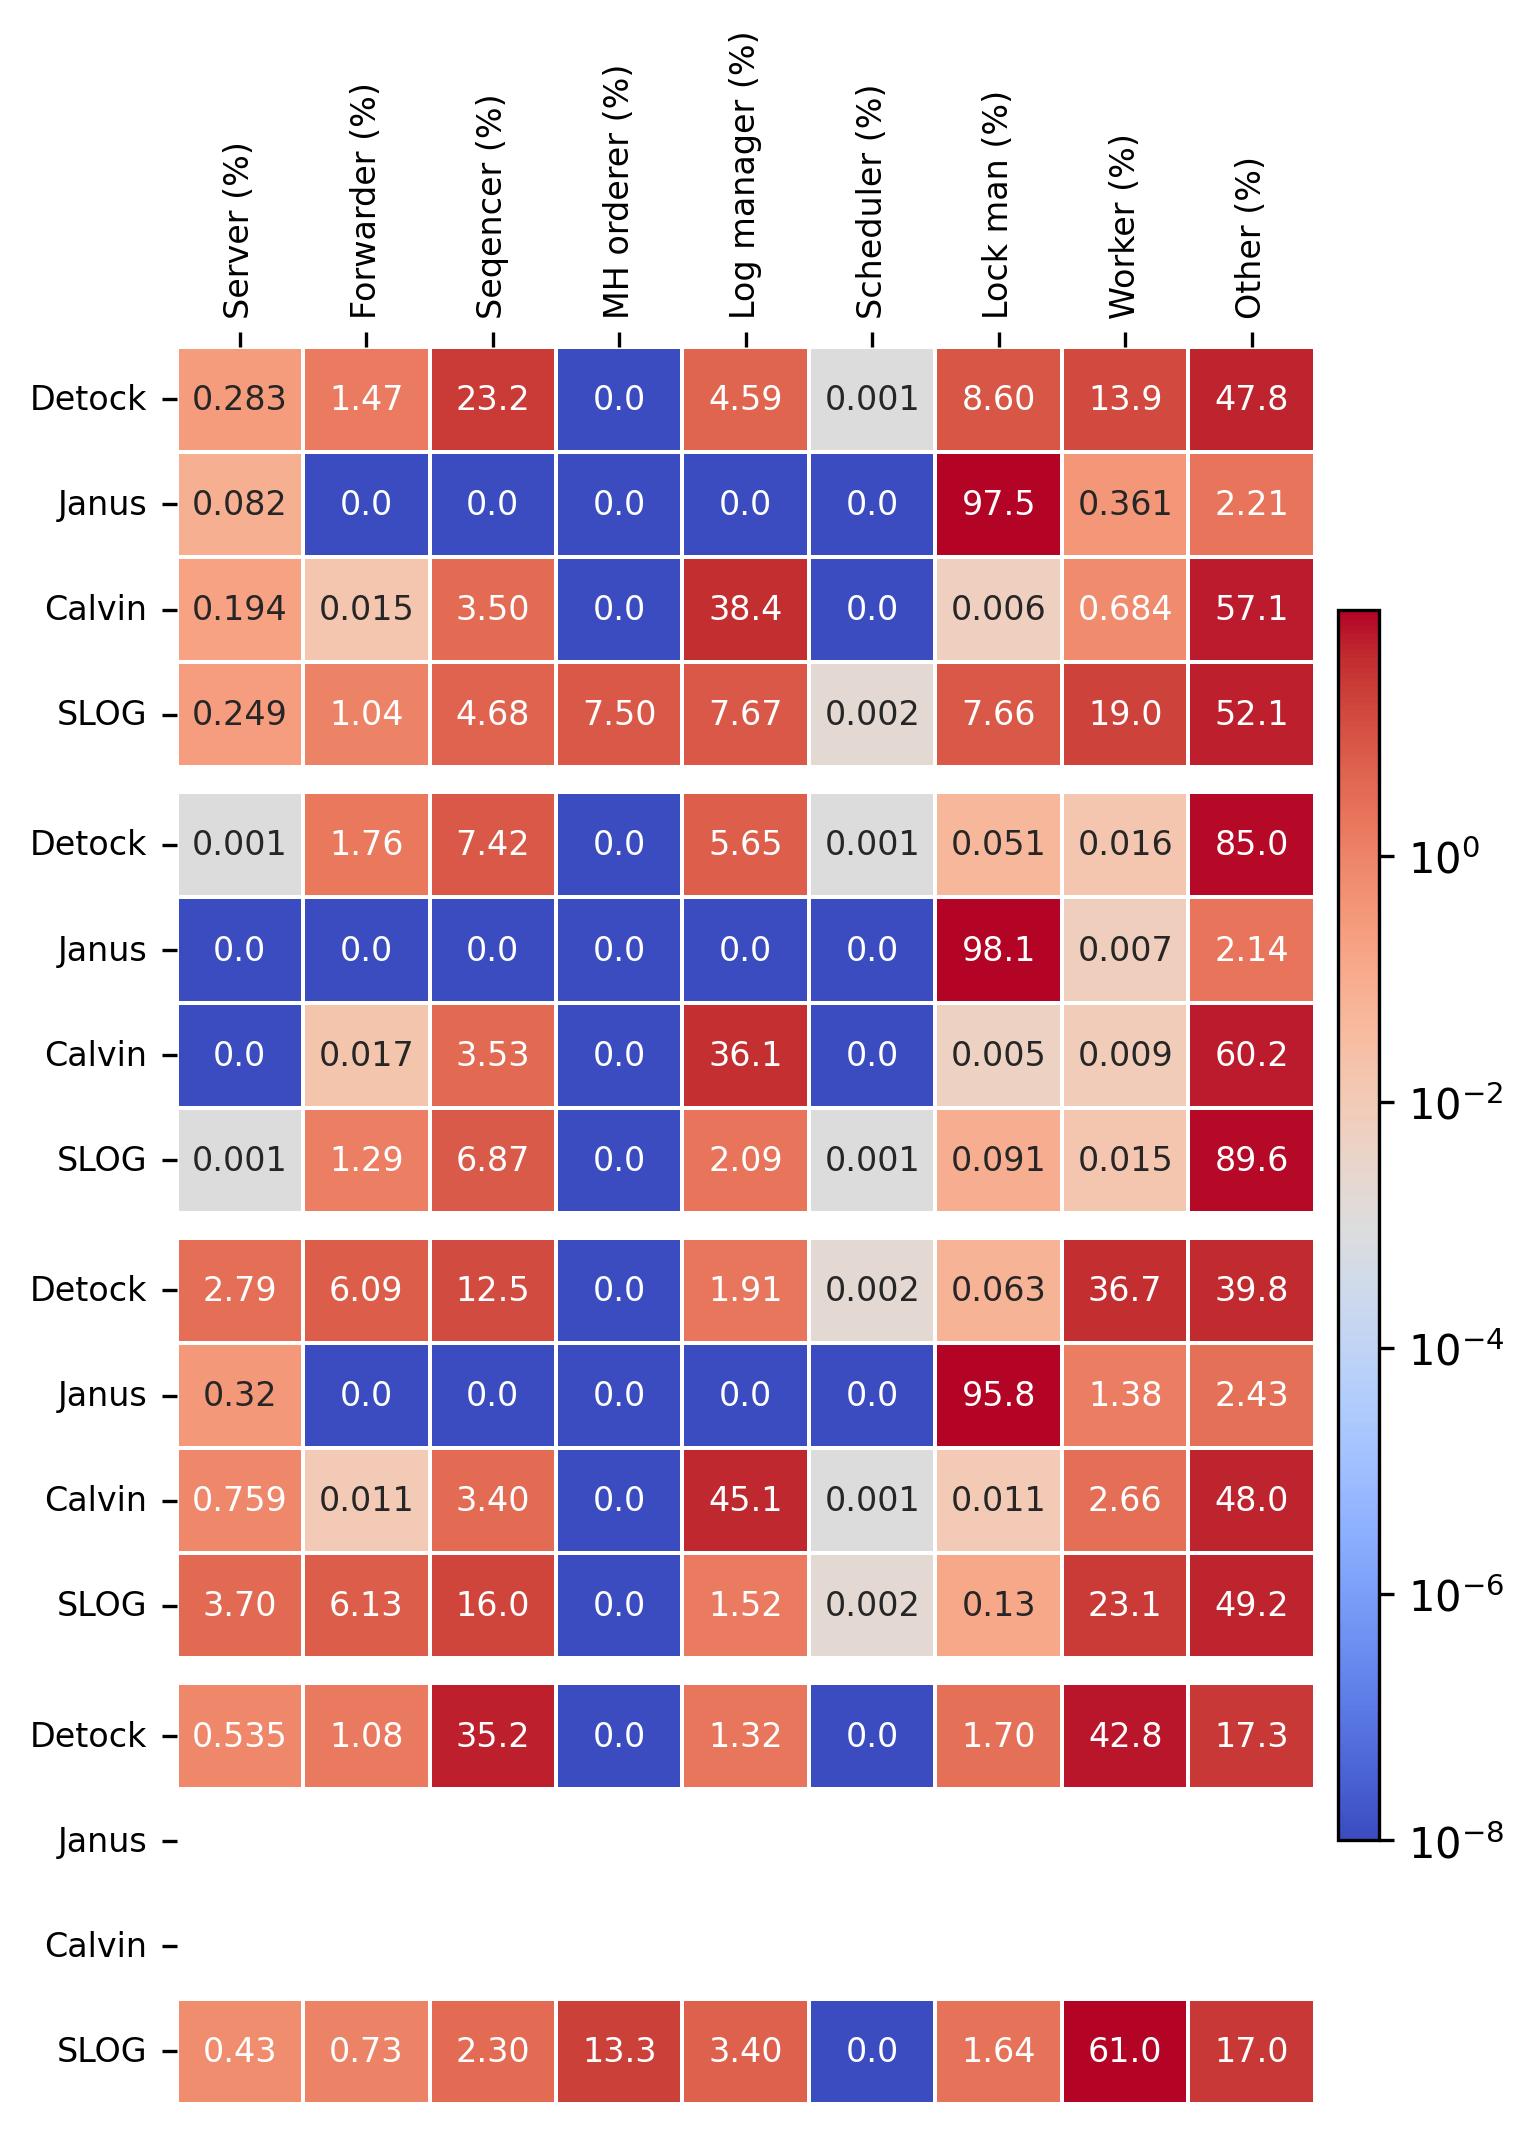 Server (%) Forwarder (%) Seqencer (%) MH orderer (%) Log manager (%) Scheduler (%) Lock man (%) Worker (%) Other (%)
Detock 0.283 1.47 23.2 0.0 4.59 0.001 8.60 13.9 47.8
Janus 0.082 0.0 0.0 0.0 0.0 0.0 97.5 0.361 2.21
Calvin 0.194 0.015 3.50 0.0 38.4 0.0 0.006 0.684 57.1
SLOG 0.249 1.04 4.68 7.50 7.67 0.002 7.66 19.0 52.1
Detock 0.001 1.76 7.42 0.0 5.65 0.001 0.051 0.016 85.0
Janus 0.0 0.0 0.0 0.0 0.0 0.0 98.1 0.007 2.14
Calvin 0.0 0.017 3.53 0.0 36.1 0.0 0.005 0.009 60.2
SLOG 0.001 1.29 6.87 0.0 2.09 0.001 0.091 0.015 89.6
Detock 2.79 6.09 12.5 0.0 1.91 0.002 0.063 36.7 39.8
Janus 0.32 0.0 0.0 0.0 0.0 0.0 95.8 1.38 2.43
Calvin 0.759 0.011 3.40 0.0 45.1 0.001 0.011 2.66 48.0
SLOG 3.70 6.13 16.0 0.0 1.52 0.002 0.13 23.1 49.2
Detock 0.535 1.08 35.2 0.0 1.32 0.0 1.70 42.8 17.3
Janus
Calvin
SLOG 0.43 0.73 2.30 13.3 3.40 0.0 1.64 61.0 17.0
10⁰
10⁻²
10⁻⁴
10⁻⁶
10⁻⁸